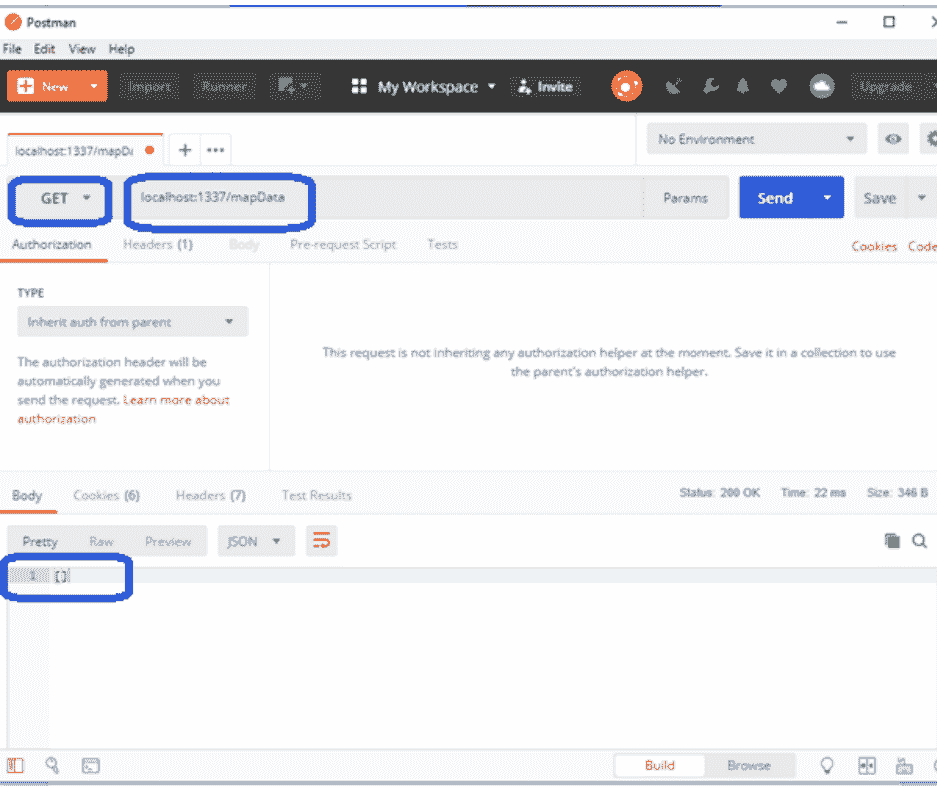 Postman
File Edit View Help
New Import Runner My Workspace Invite Upgrade
localhost:1337/mapDa + ••• No Environment
GET localhost:1337/mapData Params Send Save
Authorization Headers (1) Body Pre-request Script Tests Cookies Code
TYPE
Inherit auth from parent
The authorization header will be
automatically generated when you
send the request. Learn more about
authorization
This request is not inheriting any authorization helper at the moment. Save it in a collection to use
the parent's authorization helper.
Body Cookies (6) Headers (7) Test Results Status: 200 OK Time: 22 ms Size: 346 B
Pretty Raw Preview JSON
1 []
Build Browse